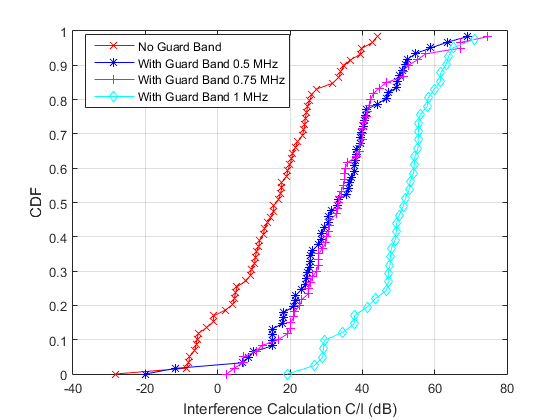 No Guard Band
With Guard Band 0.5 MHz
With Guard Band 0.75 MHz
With Guard Band 1 MHz
1
0.9
0.8
0.7
0.6
0.5
0.4
0.3
0.2
0.1
0
CDF
-40 -20 0 20 40 60 80
Interference Calculation C/I (dB)